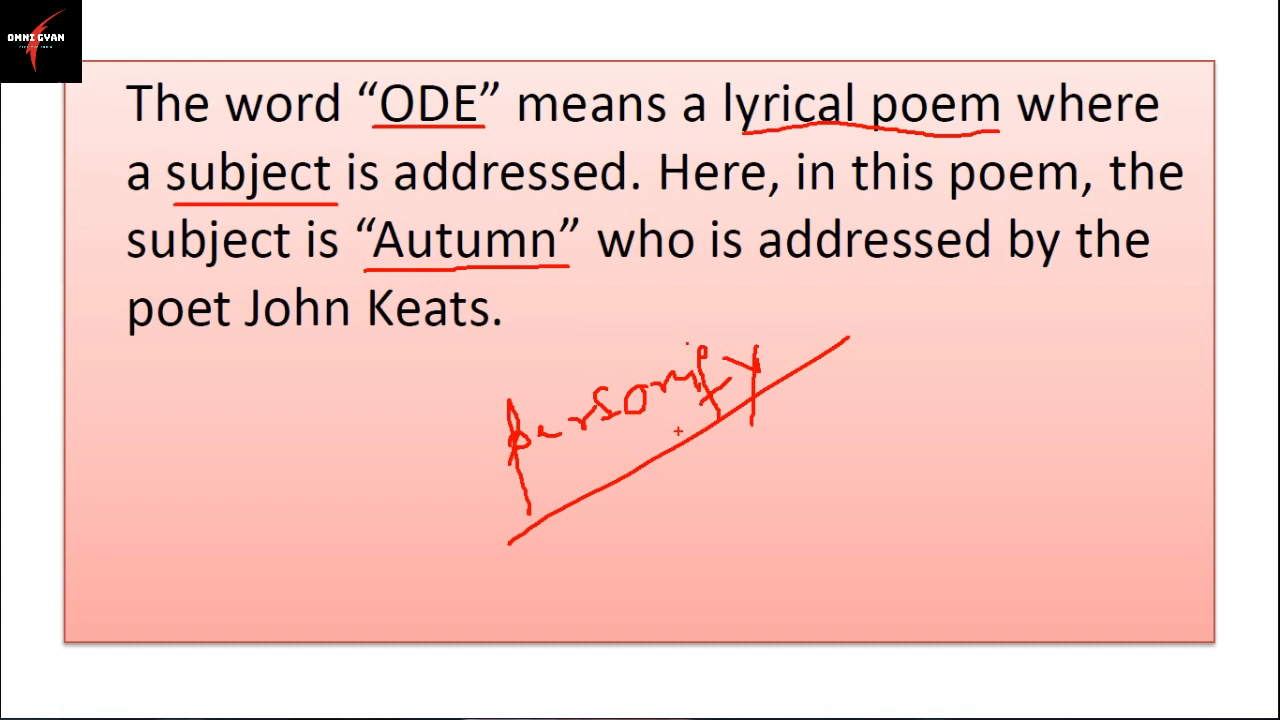 OMNI GYAN
The word “ODE” means a lyrical poem where
a subject is addressed. Here, in this poem, the
subject is “Autumn” who is addressed by the
poet John Keats.
personify